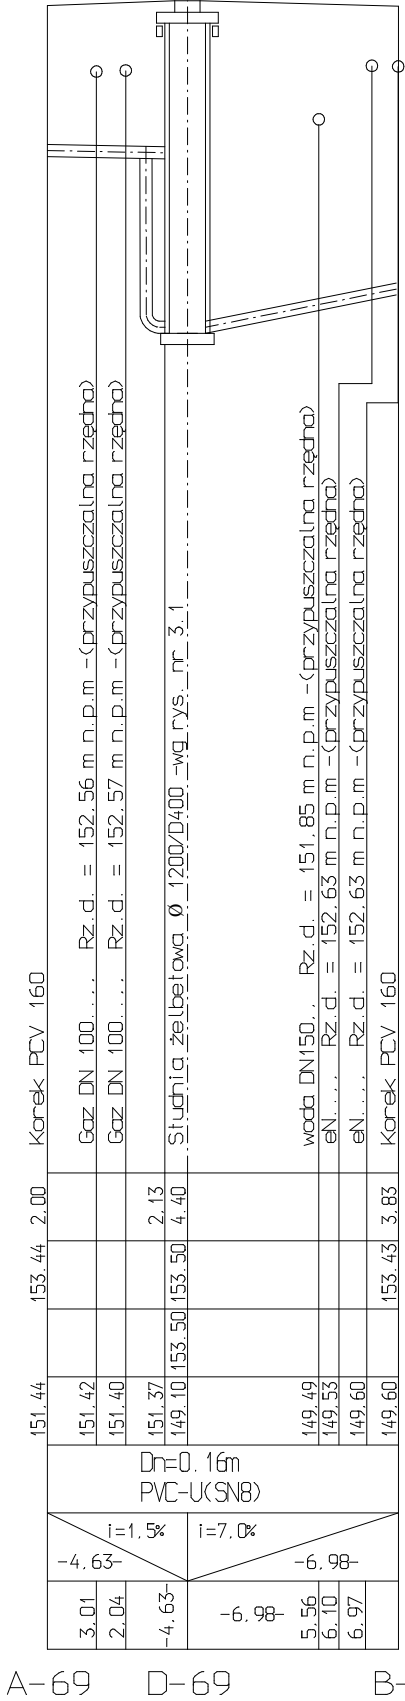 Korek PCV 160
Gaz DN 100...., Rz.d. = 152.56 m n.p.m -(przypuszczalna rzędna)
Gaz DN 100...., Rz.d. = 152.57 m n.p.m -(przypuszczalna rzędna)
Studnia żelbetowa Ø 1200/D400 -wg rys. nr 3.1
woda DN150.., Rz.d. = 151.85 m n.p.m -(przypuszczalna rzędna)
eN...., Rz.d. = 152.63 m n.p.m -(przypuszczalna rzędna)
eN...., Rz.d. = 152.63 m n.p.m -(przypuszczalna rzędna)
Korek PCV 160
2.00
2.13
4.40
3.83
153.44
153.50
153.43
153.50
151.44
151.42
151.40
151.37
149.10
149.49
149.53
149.60
149.60
Dn=0.16m
PVC-U(SN8)
i=1.5%
i=7.0%
-4.63-
-6.98-
3.01
2.04
-4.63-
-6.98-
5.56
6.10
6.97
A-69
D-69
B-